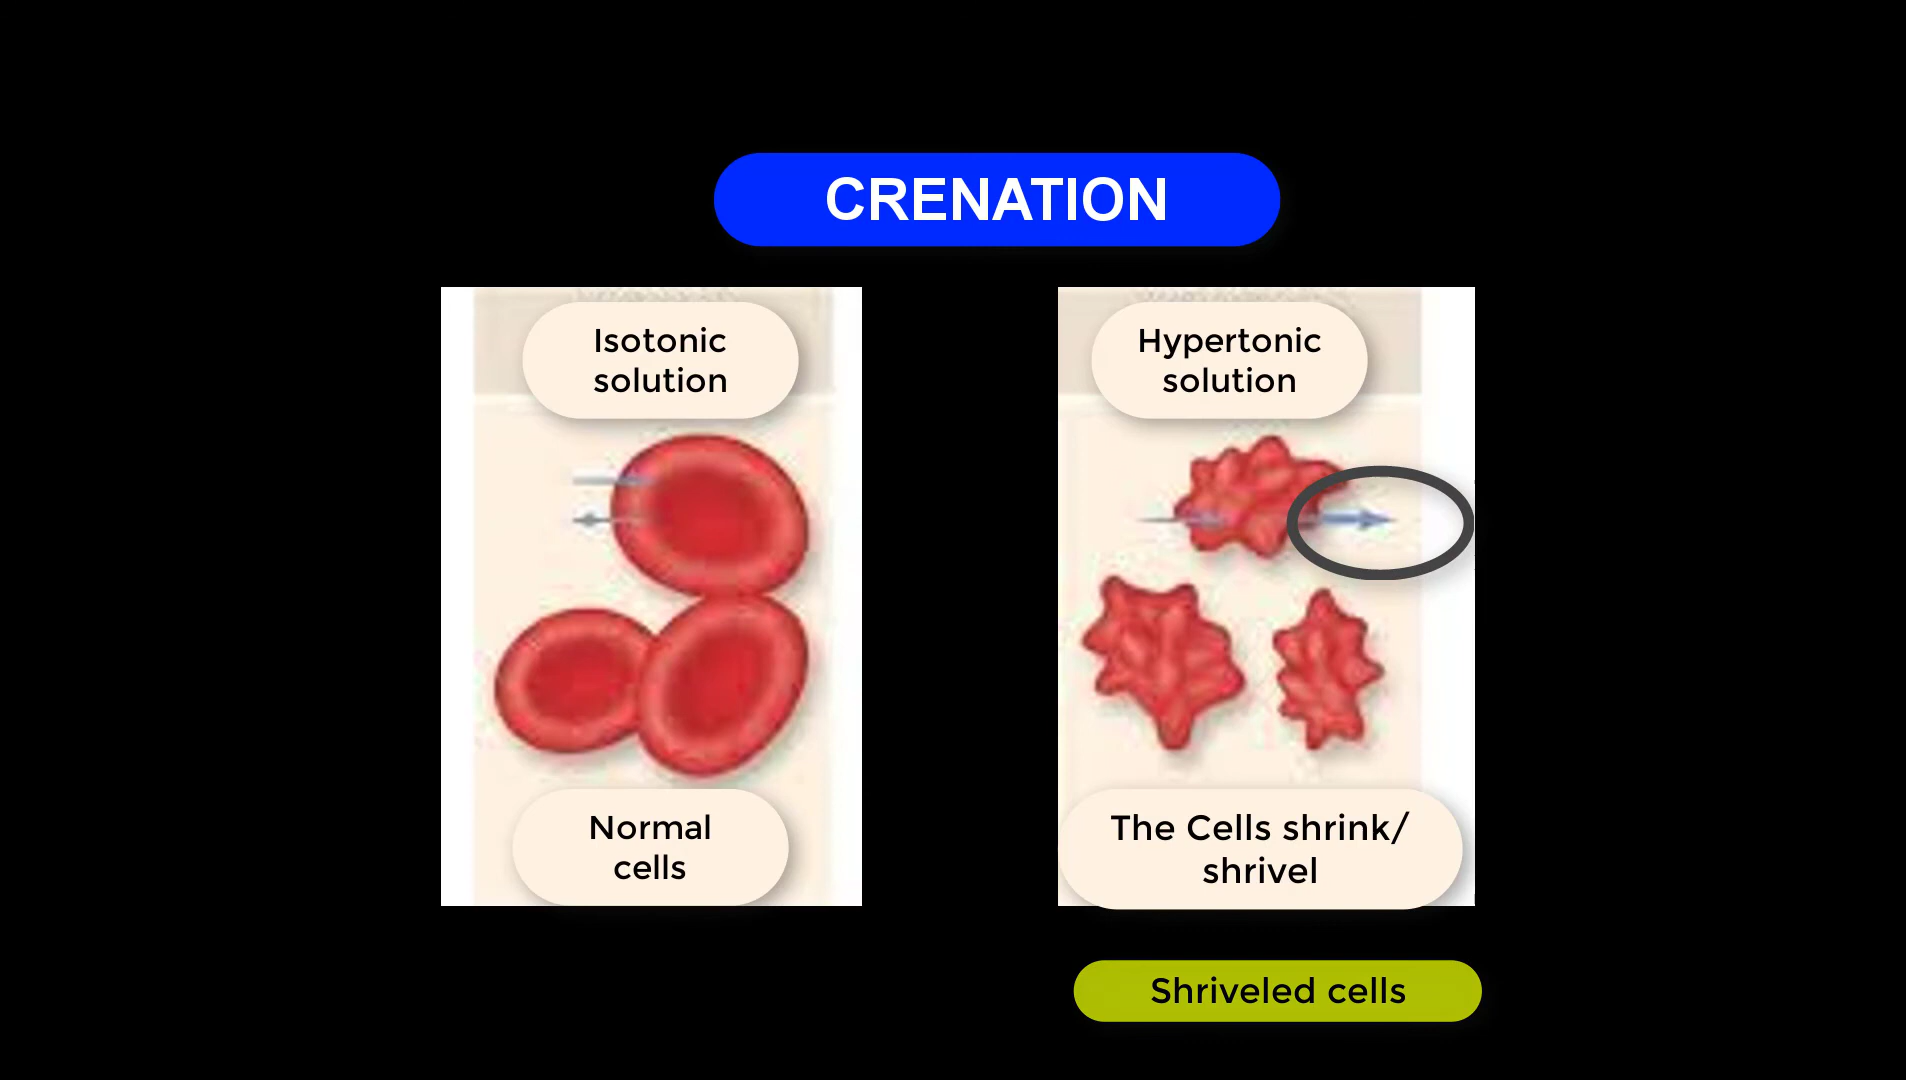 CRENATION
Isotonic
solution
Hypertonic
solution
Normal
cells
The Cells shrink/
shrivel
Shriveled cells